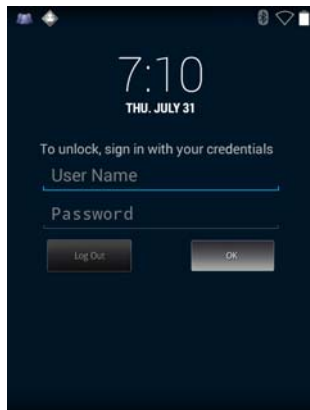 7:10
THU. JULY 31
To unlock, sign in with your credentials
User Name
Password
Log Out
OK